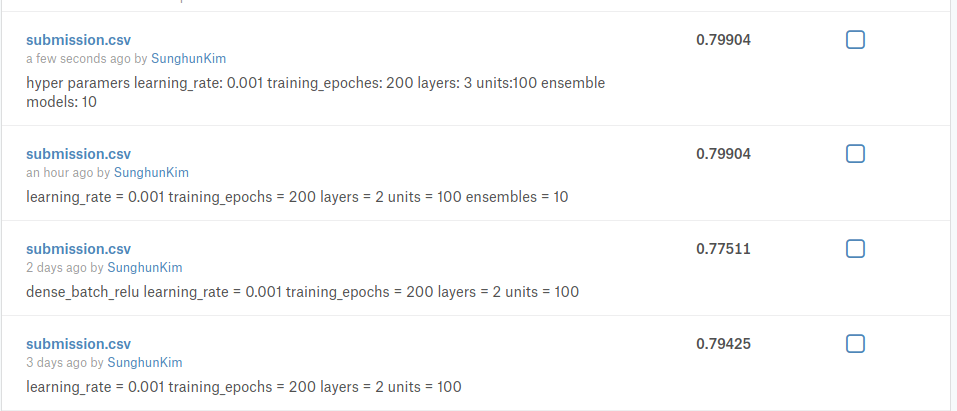 submission.csv
0.79904
a few seconds ago by SunghunKim
hyper paramers learning_rate: 0.001 training_epoches: 200 layers: 3 units:100 ensemble
models: 10
submission.csv
0.79904
an hour ago by SunghunKim
learning_rate = 0.001 training_epochs = 200 layers = 2 units = 100 ensembles = 10
submission.csv
0.77511
2 days ago by SunghunKim
dense_batch_relu learning_rate = 0.001 training_epochs = 200 layers = 2 units = 100
submission.csv
0.79425
3 days ago by SunghunKim
learning_rate = 0.001 training_epochs = 200 layers = 2 units = 100